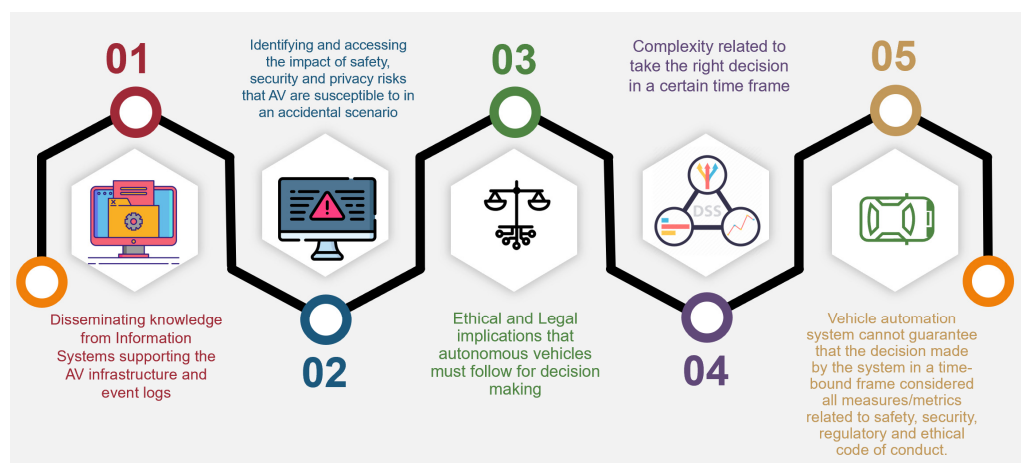 01
Disseminating knowledge
from Information
Systems supporting the
AV infrastructure and
event logs
Identifying and accessing
the impact of safety,
security and privacy risks
that AV are susceptible to in
an accidental scenario
02
03
Ethical and Legal
implications that
autonomous vehicles
must follow for decision
making
Complexity related to
take the right decision
in a certain time frame
DSS
04
05
Vehicle automation
system cannot guarantee
that the decision made
by the system in a time-
bound frame considered
all measures/metrics
related to safety, security,
regulatory and ethical
code of conduct.